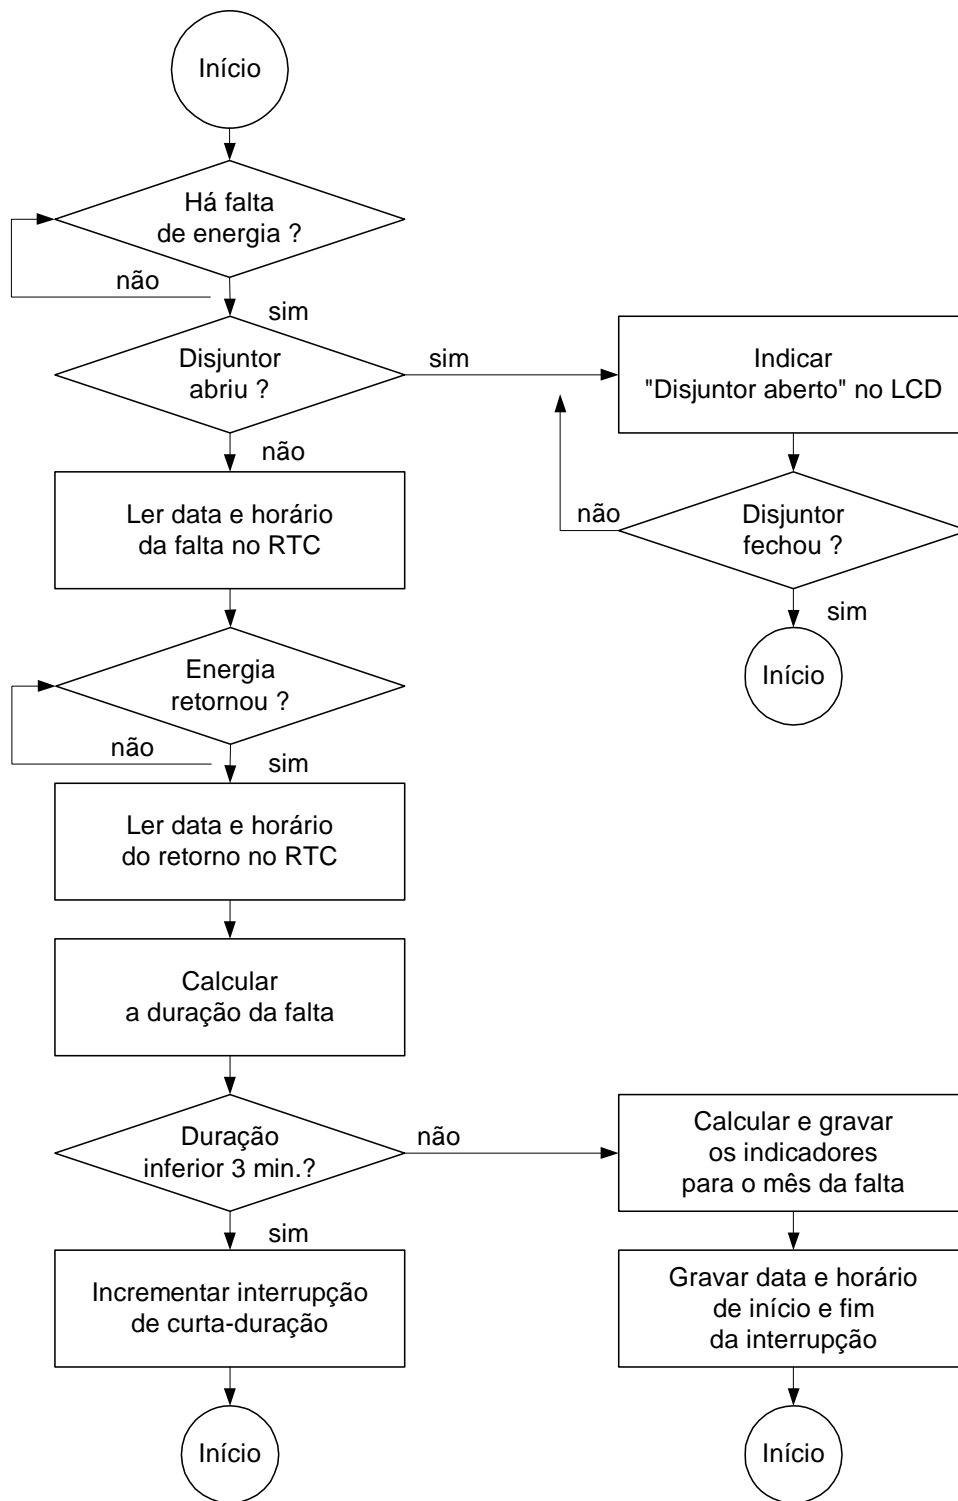 Início
Há falta
de energia ?
não
sim
Disjuntor
abriu ?
sim
Indicar
"Disjuntor aberto" no LCD
não
Ler data e horário
da falta no RTC
não
Disjuntor
fechou ?
sim
Início
Energia
retornou ?
não
sim
Ler data e horário
do retorno no RTC
Calcular
a duração da falta
Duração
inferior 3 min.?
não
Calcular e gravar
os indicadores
para o mês da falta
sim
Incrementar interrupção
de curta-duração
Gravar data e horário
de início e fim
da interrupção
Início
Início